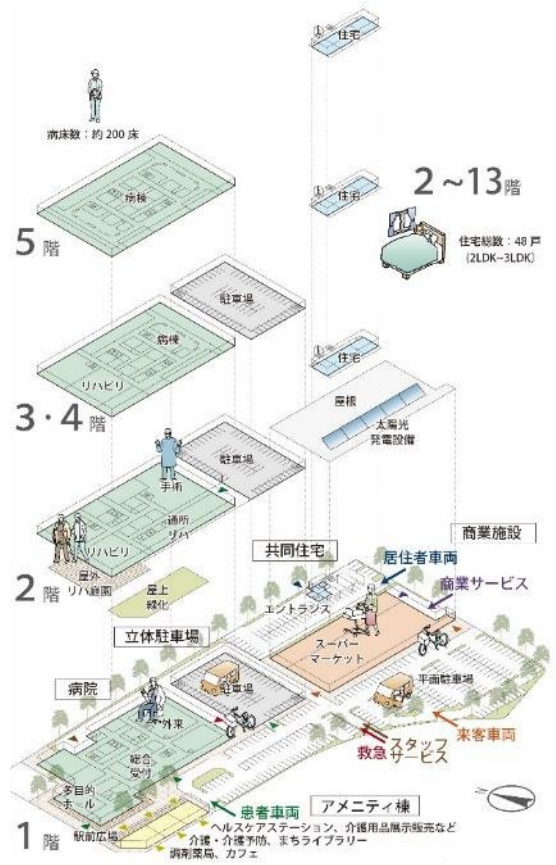 住宅
病床数：約200床
病棟
5階
住宅
2~13階
住宅総数：48戸
(2LDK~3LDK)
駐車場
病棟
リハビリ
3・4階
住宅
屋根
太陽光
発電設備
駐車場
手術
通所
リハ
リハビリ
屋外
リハ庭園
2階
屋上
緑化
商業施設
共同住宅
居住者車両
商業サービス
エントランス
立体駐車場
スーパー
マーケット
病院
駐車場
平面駐車場
外来
来客車両
総合
受付
スタッフ
救急
サービス
多目的
ホール
患者車両
アメニティ棟
駅前広場
1階
ヘルスケアステーション、介護用品展示販売など
介護・介護予防、まちライブラリー
調剤薬局、カフェ